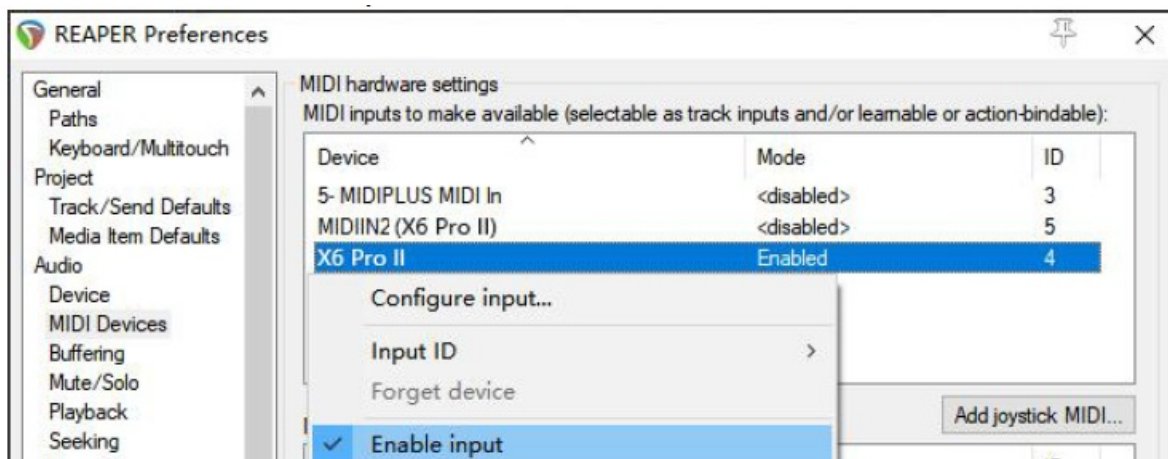 REAPER Preferences
General
Paths
Keyboard/Multitouch
Project
Track/Send Defaults
Media Item Defaults
Audio
Device
MIDI Devices
Buffering
Mute/Solo
Playback
Seeking
MIDI hardware settings
MIDI inputs to make available (selectable as track inputs and/or learnable or action-bindable):
Device Mode ID
5- MIDIPLUS MIDI In <disabled> 3
MIDIIN2 (X6 Pro II) <disabled> 5
X6 Pro II Enabled 4
Configure input...
Input ID
Forget device
Add joystick MIDI...
Enable input